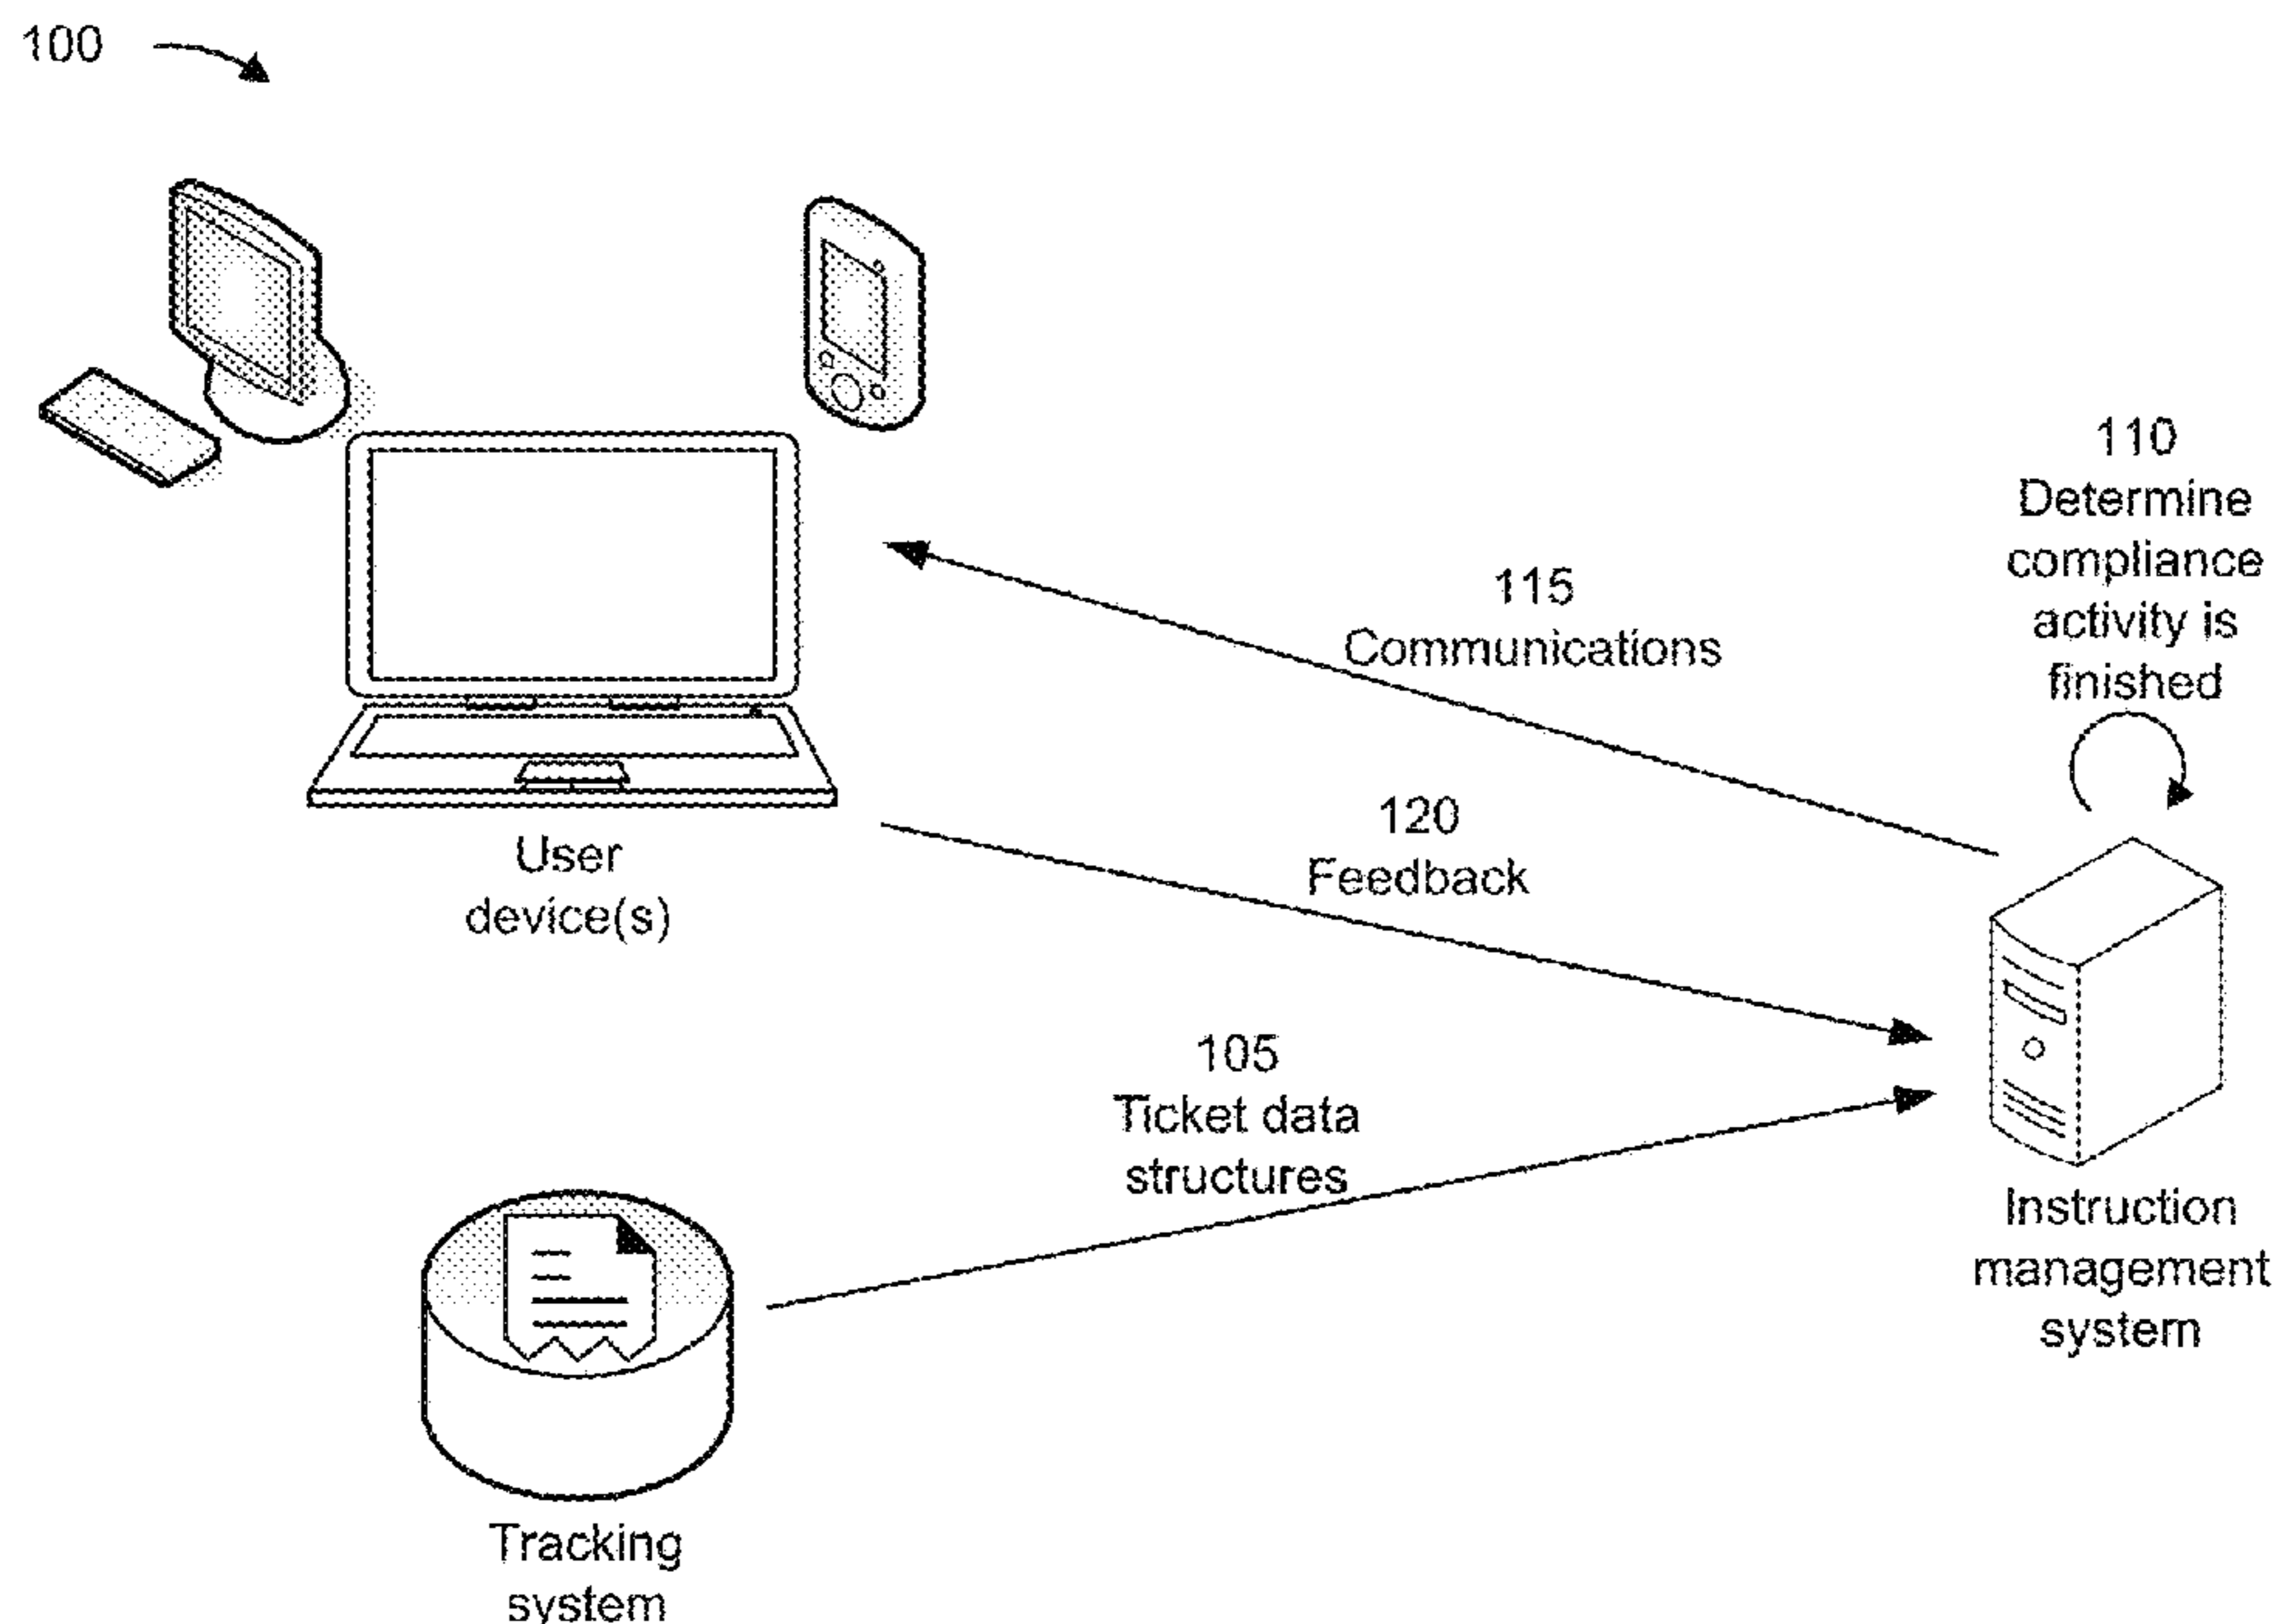 100
110
Determine
compliance
activity is
finished
115
Communications
120
Feedback
User
device(s)
105
Ticket data
structures
Instruction
management
system
Tracking
system